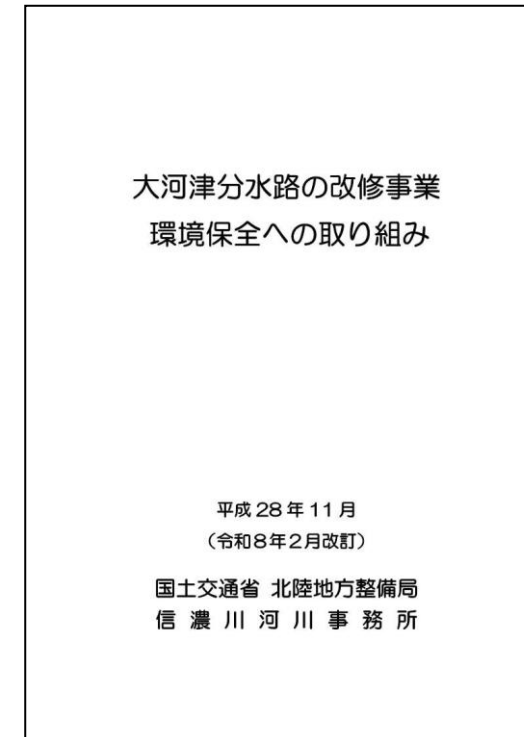 大河津分水路の改修事業
環境保全への取り組み
平成28年11月
(令和8年2月改訂)
国土交通省 北陸地方整備局
信濃川河川事務所